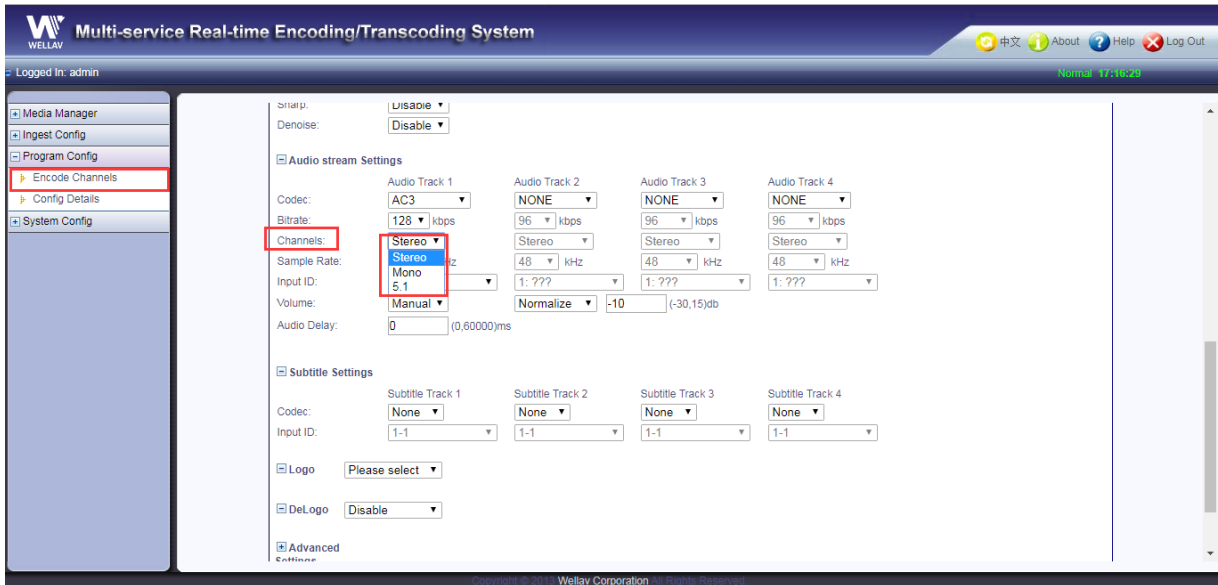 WELLAV
Multi-service Real-time Encoding/Transcoding System
中文 About Help Log Out
Logged In: admin
Normal 17:16:29
Media Manager
Ingest Config
Program Config
Encode Channels
Config Details
System Config
Sharp: Disable
Denoise: Disable
Audio stream Settings
Audio Track 1 Audio Track 2 Audio Track 3 Audio Track 4
Codec: AC3 NONE NONE NONE
Bitrate: 128 kbps 96 kbps 96 kbps 96 kbps
Channels: Stereo Stereo Stereo Stereo
Sample Rate: Stereo Hz 48 kHz 48 kHz 48 kHz
Mono
Input ID: 5.1 1: ??? 1: ??? 1: ???
Volume: Manual Normalize -10 (-30,15)db
Audio Delay: 0 (0,60000)ms
Subtitle Settings
Subtitle Track 1 Subtitle Track 2 Subtitle Track 3 Subtitle Track 4
Codec: None None None None
Input ID: 1-1 1-1 1-1 1-1
Logo Please select
DeLogo Disable
Advanced
Settings
Copyright © 2013 Wellav Corporation All Rights Reserved